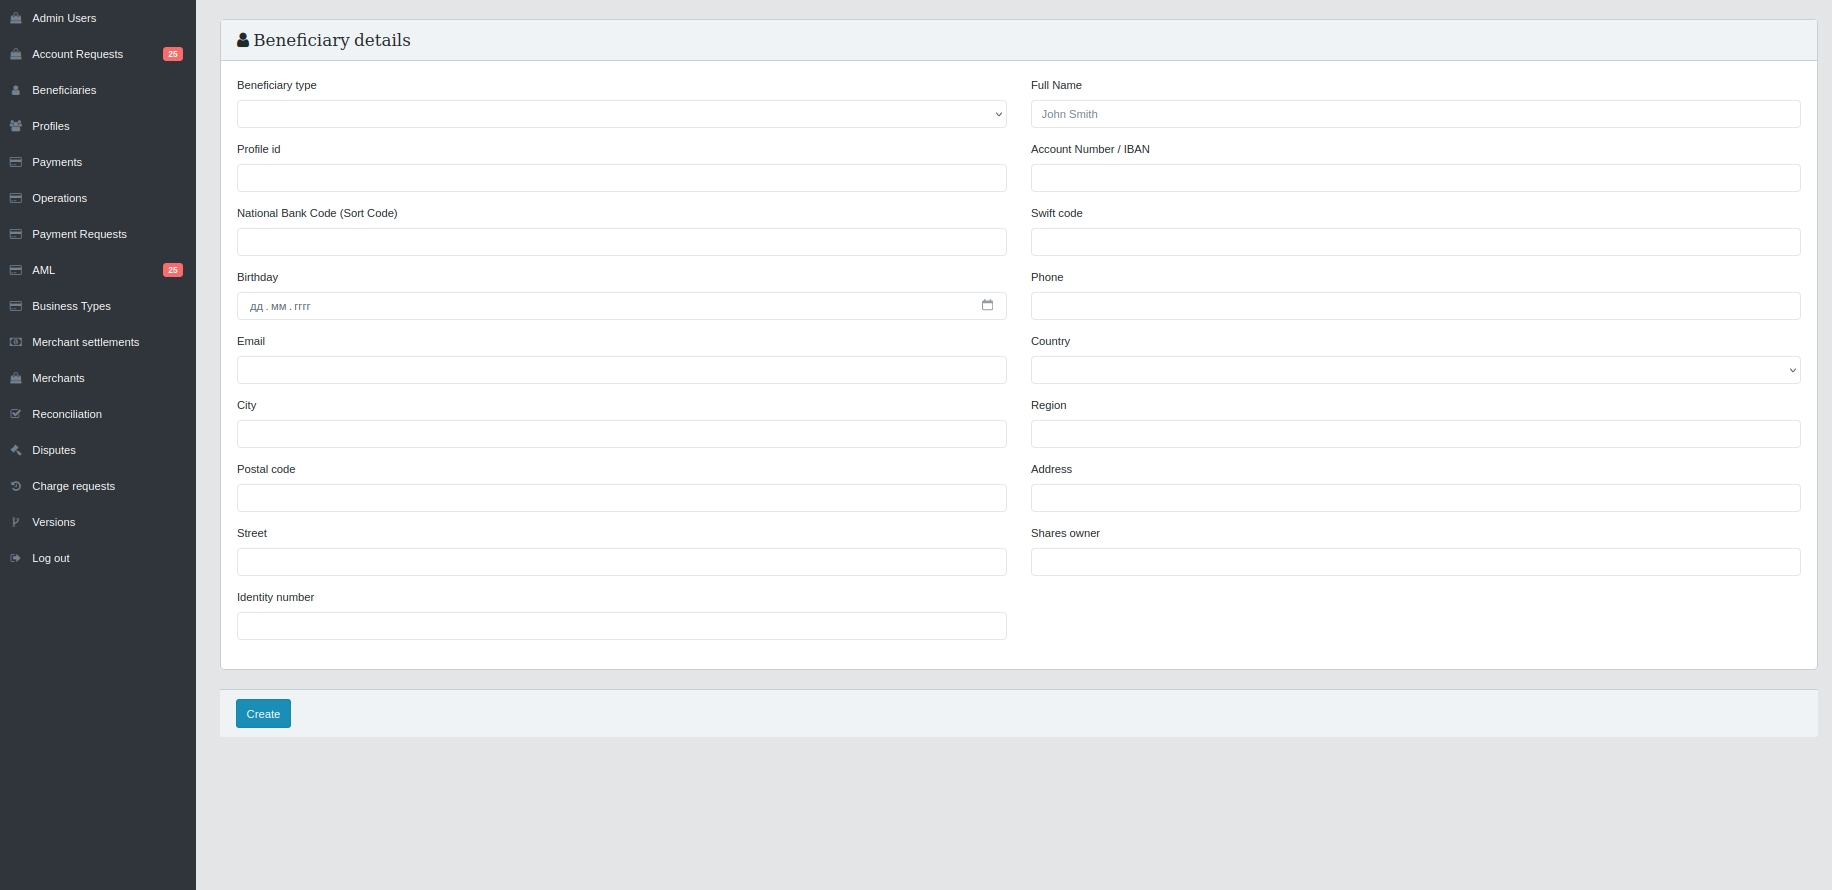 Admin Users
Account Requests 25
Beneficiaries
Profiles
Payments
Operations
Payment Requests
AML 25
Business Types
Merchant settlements
Merchants
Reconciliation
Disputes
Charge requests
Versions
Log out
Beneficiary details
Beneficiary type
Full Name
John Smith
Profile id
Account Number / IBAN
National Bank Code (Sort Code)
Swift code
Birthday
дд . мм . гггг
Phone
Email
Country
City
Region
Postal code
Address
Street
Shares owner
Identity number
Create